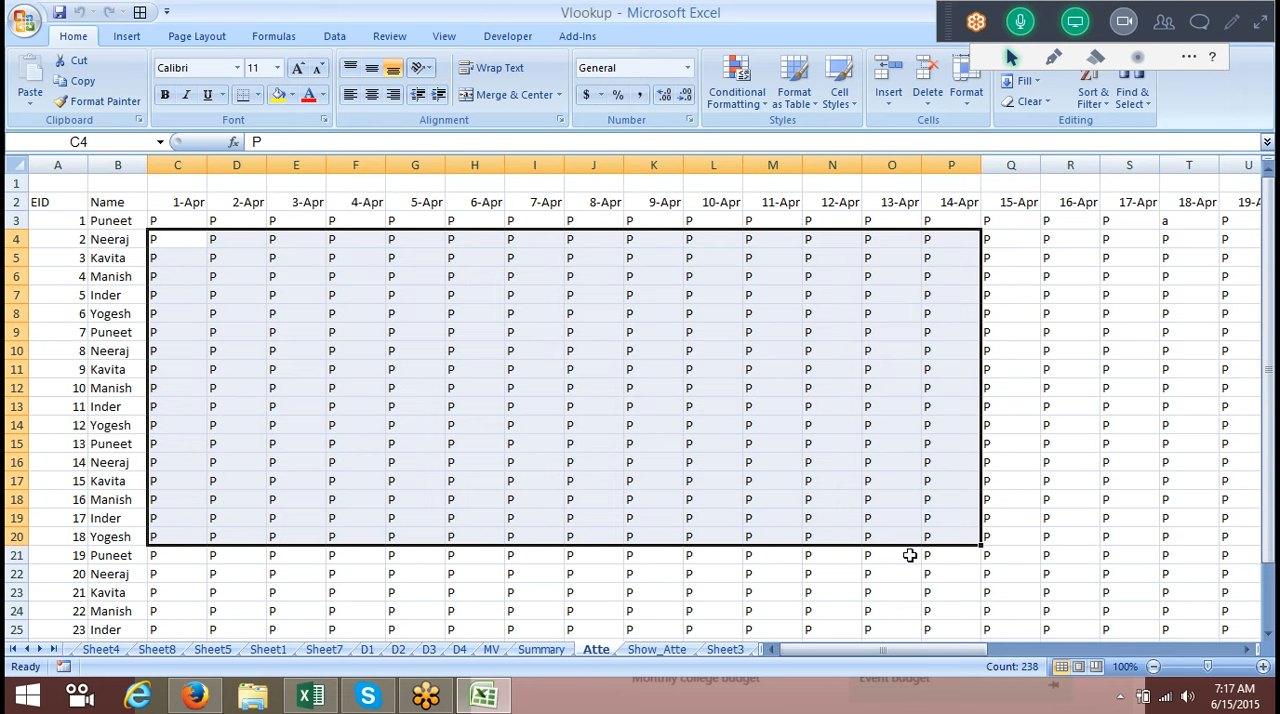 Vlookup - Microsoft Excel
Home Insert Page Layout Formulas Data Review View Developer Add-Ins
Paste Cut Copy Format Painter Clipboard
Calibri 11 B I U A A A Font
Wrap Text Merge & Center Alignment
General $ % , Number
Conditional Formatting Format as Table Cell Styles Styles
Insert Delete Format Cells
Fill Clear Sort & Filter Find & Select Editing
... ?
C4 fx P
A B C D E F G H I J K L M N O P Q R S T U
1
2 EID Name 1-Apr 2-Apr 3-Apr 4-Apr 5-Apr 6-Apr 7-Apr 8-Apr 9-Apr 10-Apr 11-Apr 12-Apr 13-Apr 14-Apr 15-Apr 16-Apr 17-Apr 18-Apr 19-A
3 1 Puneet P P P P P P P P P P P P P P P P P a P
4 2 Neeraj P P P P P P P P P P P P P P P P P P P
5 3 Kavita P P P P P P P P P P P P P P P P P P P
6 4 Manish P P P P P P P P P P P P P P P P P P P
7 5 Inder P P P P P P P P P P P P P P P P P P P
8 6 Yogesh P P P P P P P P P P P P P P P P P P P
9 7 Puneet P P P P P P P P P P P P P P P P P P P
10 8 Neeraj P P P P P P P P P P P P P P P P P P P
11 9 Kavita P P P P P P P P P P P P P P P P P P P
12 10 Manish P P P P P P P P P P P P P P P P P P P
13 11 Inder P P P P P P P P P P P P P P P P P P P
14 12 Yogesh P P P P P P P P P P P P P P P P P P P
15 13 Puneet P P P P P P P P P P P P P P P P P P P
16 14 Neeraj P P P P P P P P P P P P P P P P P P P
17 15 Kavita P P P P P P P P P P P P P P P P P P P
18 16 Manish P P P P P P P P P P P P P P P P P P P
19 17 Inder P P P P P P P P P P P P P P P P P P P
20 18 Yogesh P P P P P P P P P P P P P P P P P P P
21 19 Puneet P P P P P P P P P P P P P P P P P P P
22 20 Neeraj P P P P P P P P P P P P P P P P P P P
23 21 Kavita P P P P P P P P P P P P P P P P P P P
24 22 Manish P P P P P P P P P P P P P P P P P P P
25 23 Inder P P P P P P P P P P P P P P P P P P P
Sheet4 Sheet8 Sheet5 Sheet1 Sheet7 D1 D2 D3 D4 MV Summary Atte Show_Atte Sheet3
Ready Count: 238 100%
Monthly college budget Event budget
7:17 AM
6/15/2015